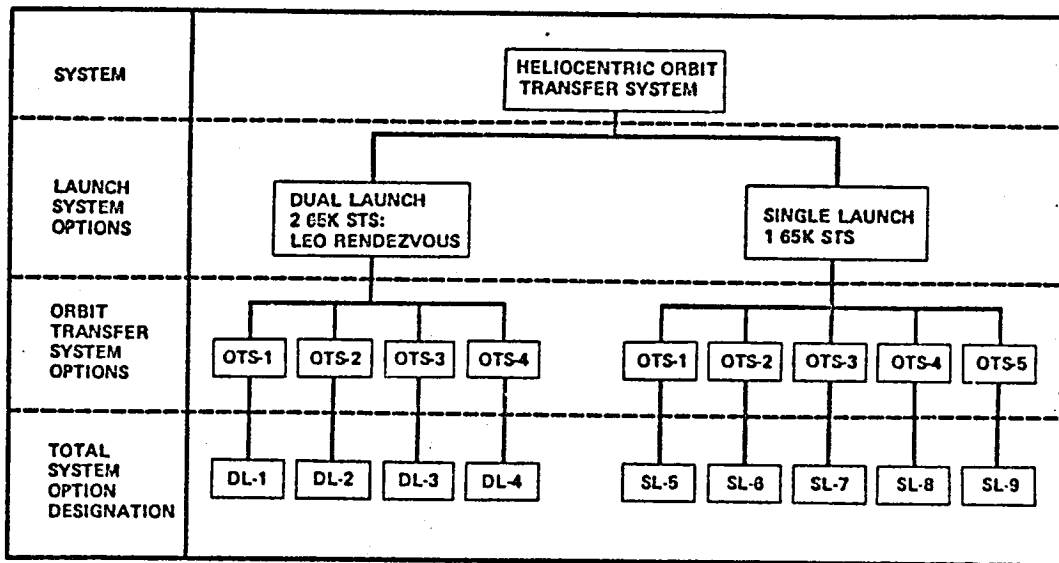 SYSTEM
HELIOCENTRIC ORBIT
TRANSFER SYSTEM
LAUNCH
SYSTEM
OPTIONS
DUAL LAUNCH
2 65K STS:
LEO RENDEZVOUS
SINGLE LAUNCH
1 65K STS
ORBIT
TRANSFER
SYSTEM
OPTIONS
OTS-1 OTS-2 OTS-3 OTS-4 OTS-1 OTS-2 OTS-3 OTS-4 OTS-5
TOTAL
SYSTEM
OPTION
DESIGNATION
DL-1 DL-2 DL-3 DL-4 SL-5 SL-6 SL-7 SL-8 SL-9